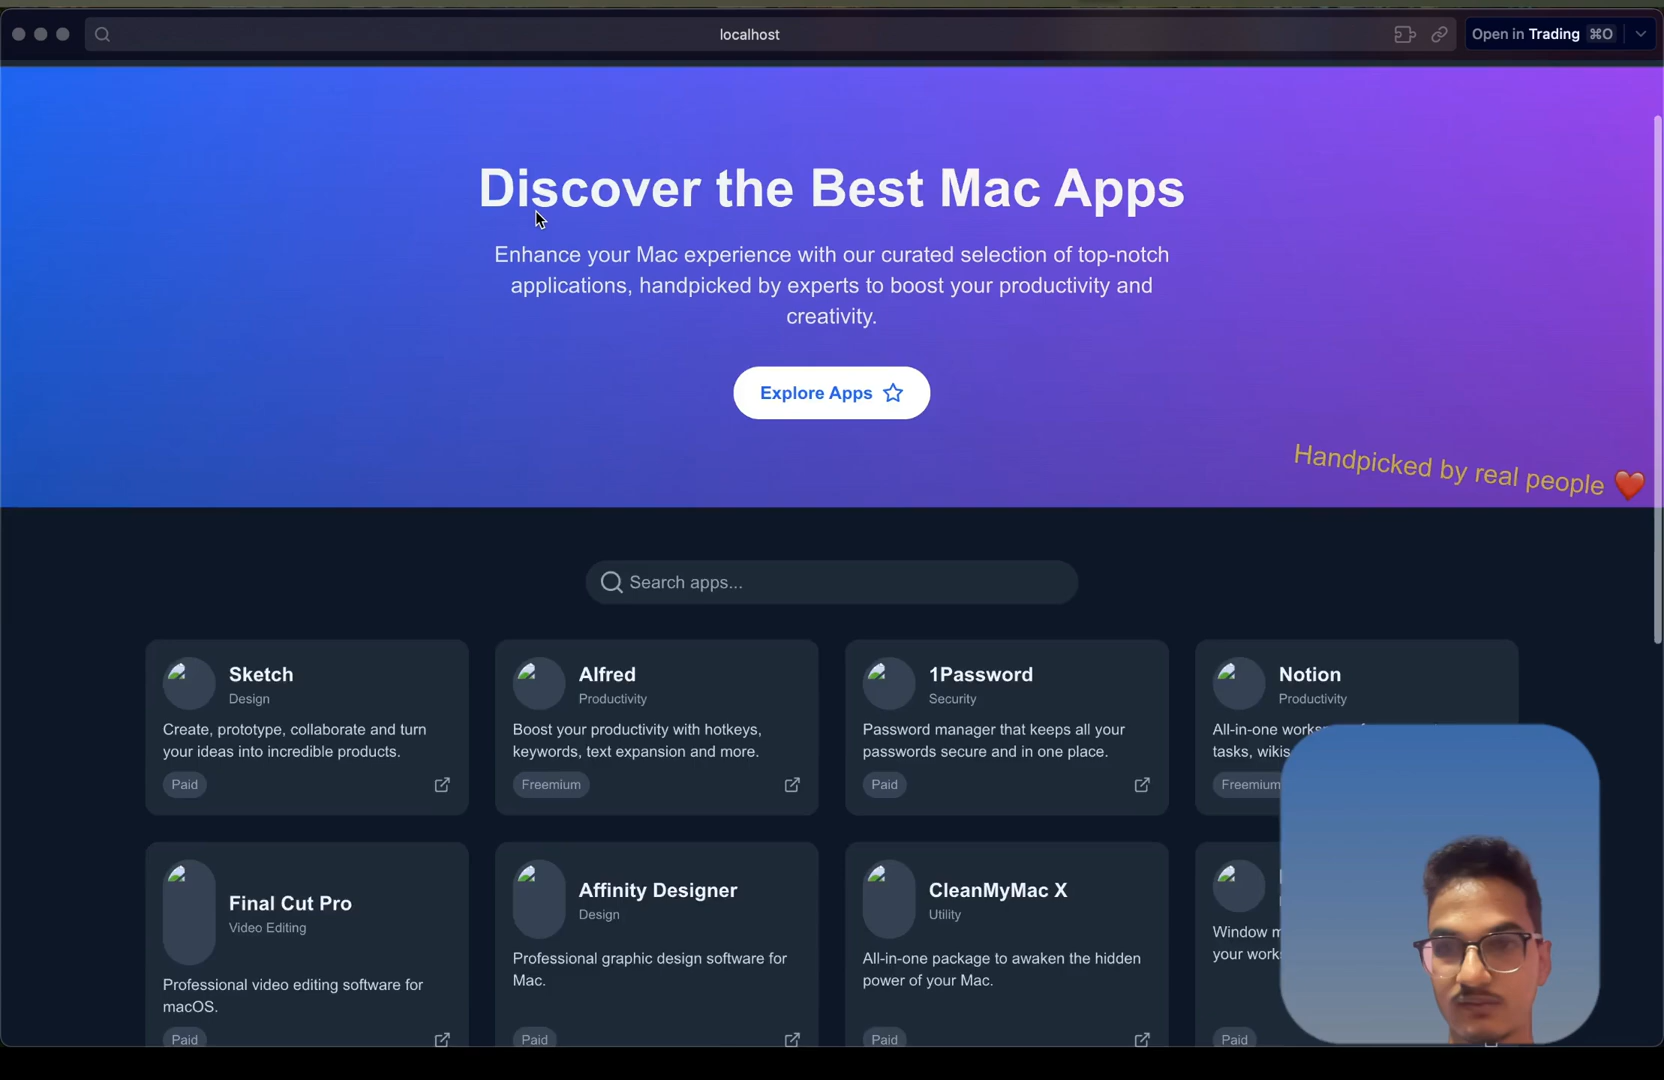 localhost
Open in Trading ⌘O
Discover the Best Mac Apps
Enhance your Mac experience with our curated selection of top-notch
applications, handpicked by experts to boost your productivity and
creativity.
Explore Apps
Handpicked by real people ❤️
Search apps...
Sketch
Design
Create, prototype, collaborate and turn
your ideas into incredible products.
Paid
Alfred
Productivity
Boost your productivity with hotkeys,
keywords, text expansion and more.
Freemium
1Password
Security
Password manager that keeps all your
passwords secure and in one place.
Paid
Notion
Productivity
All-in-one
tasks,
Freemium
Final Cut Pro
Video Editing
Professional video editing software for
macOS.
Paid
Affinity Designer
Design
Professional graphic design software for
Mac.
Paid
CleanMyMac X
Utility
All-in-one package to awaken the hidden
power of your Mac.
Paid
Window
your
Paid